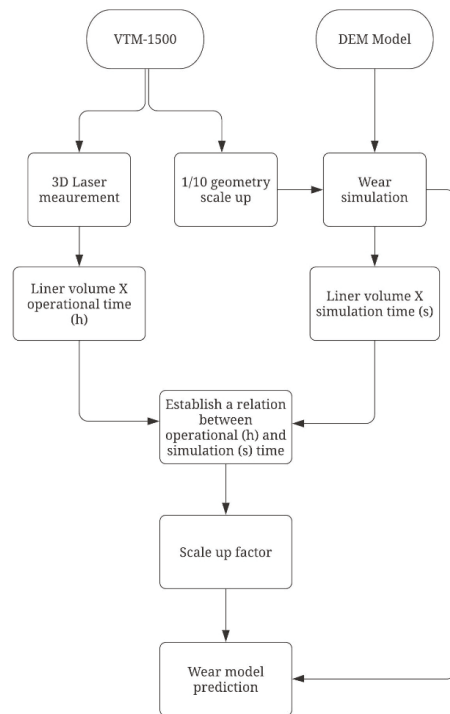 VTM-1500
DEM Model
3D Laser
meaurement
1/10 geometry
scale up
Wear
simulation
Liner volume X
operational time
(h)
Liner volume X
simulation time (s)
Establish a relation
between
operational (h) and
simulation (s) time
Scale up factor
Wear model
prediction